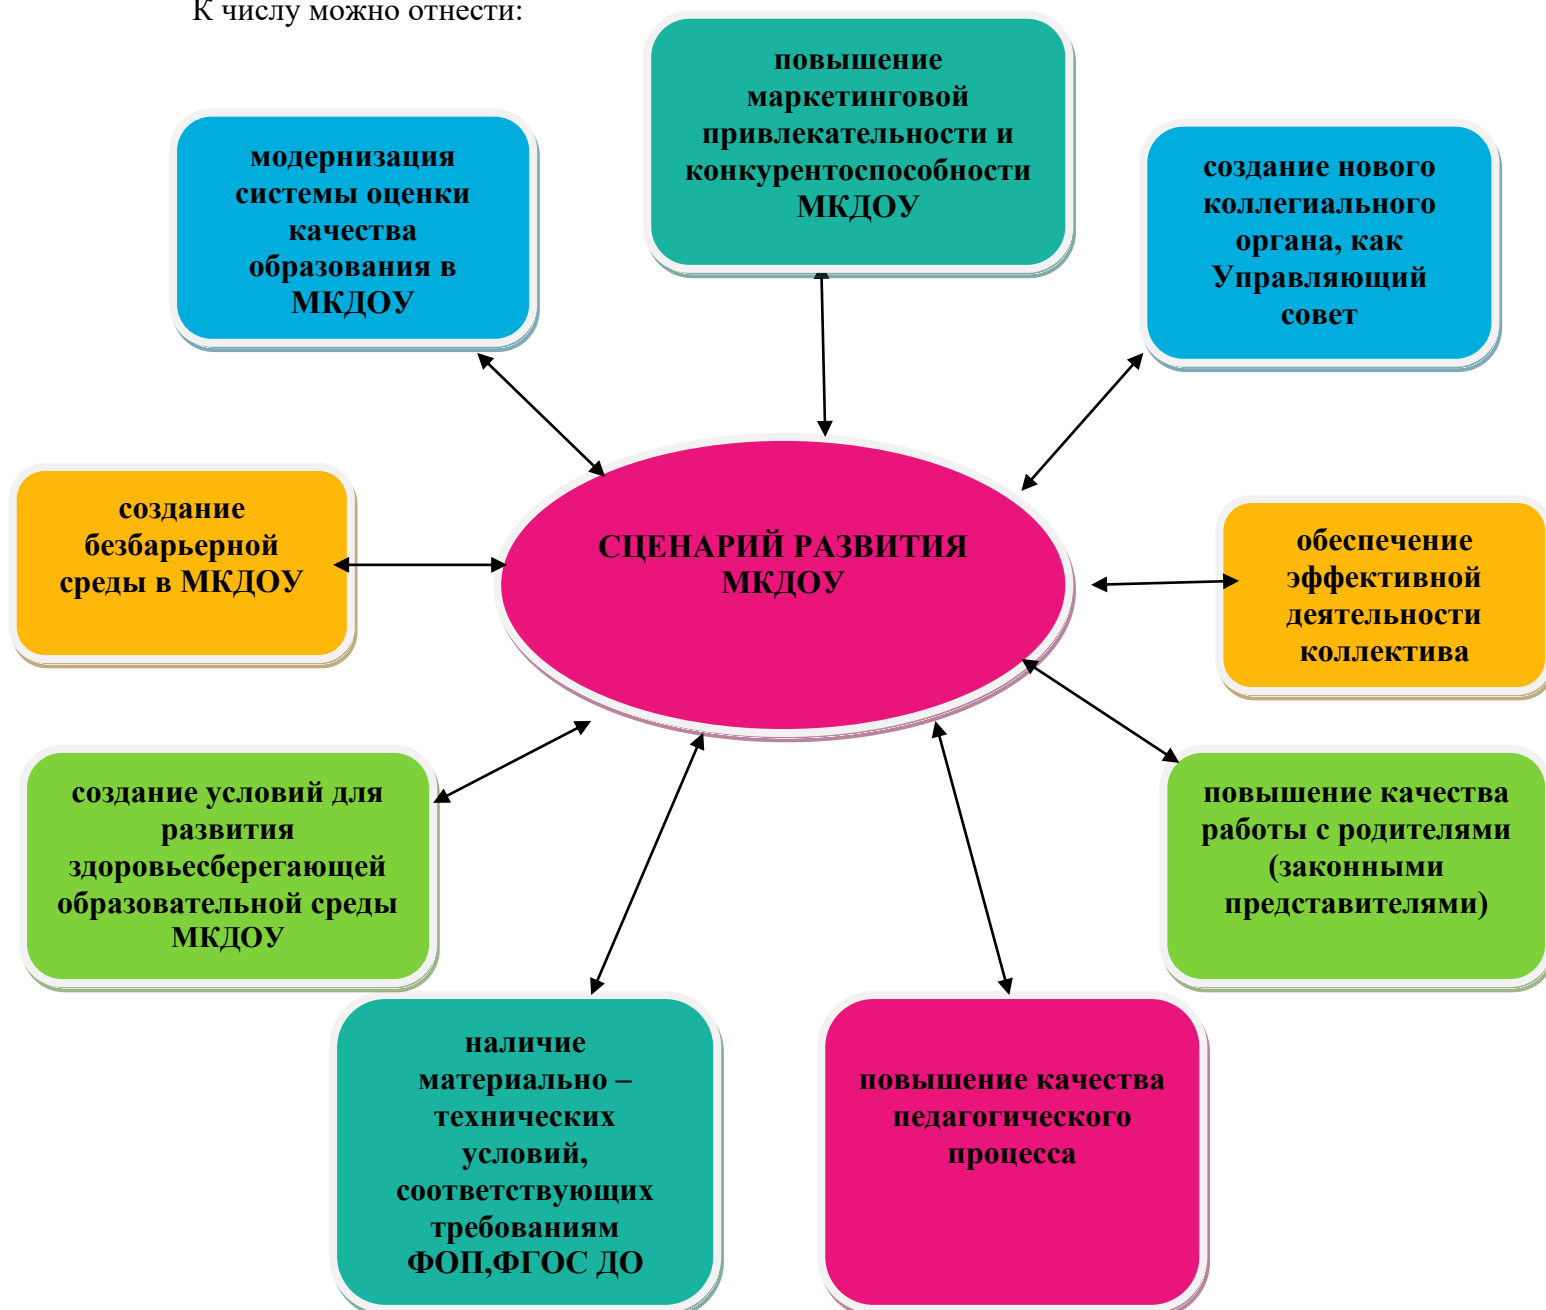 К числу можно отнести:
повышение
маркетинговой
привлекательности и
конкурентоспособности
МКДОУ
модернизация
системы оценки
качества
образования в
МКДОУ
создание нового
коллегиального
органа, как
Управляющий
совет
создание
безбарьерной
среды в МКДОУ
СЦЕНАРИЙ РАЗВИТИЯ
МКДОУ
обеспечение
эффективной
деятельности
коллектива
создание условий для
развития
здоровьесберегающей
образовательной среды
МКДОУ
повышение качества
работы с родителями
(законными
представителями)
наличие
материально –
технических
условий,
соответствующих
требованиям
ФОП,ФГОС ДО
повышение качества
педагогического
процесса